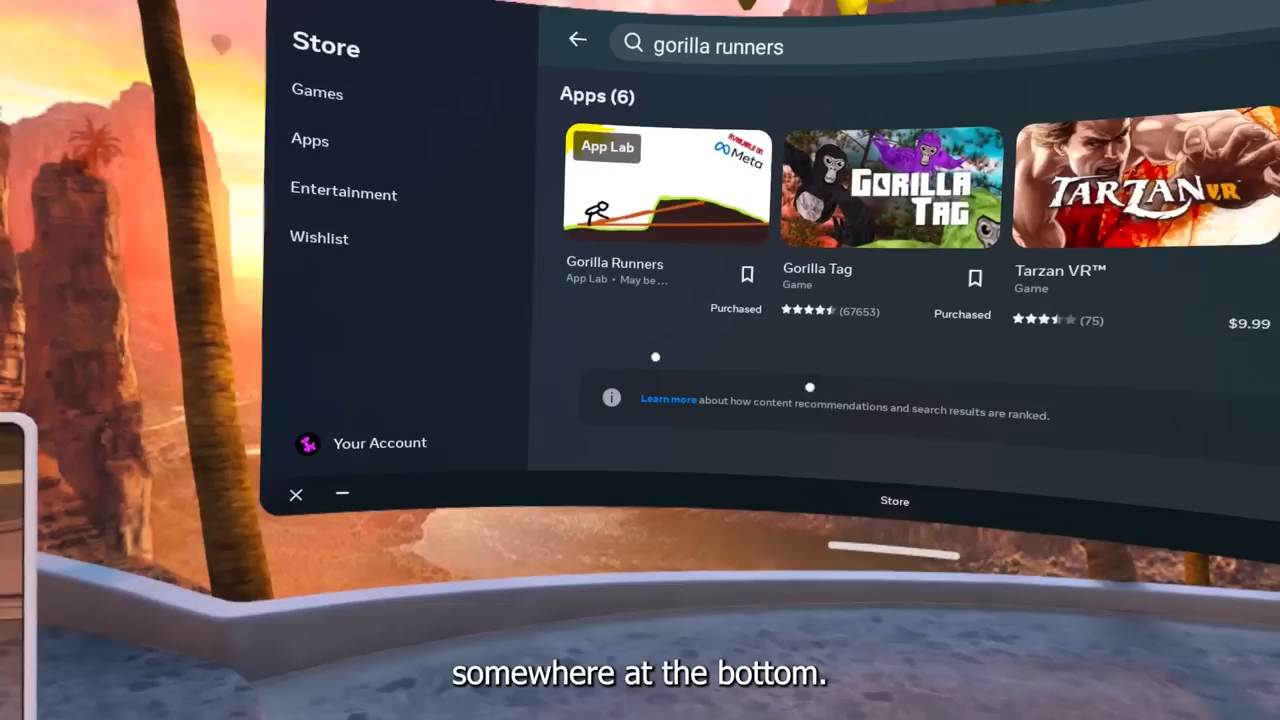 Store
Games
Apps
Entertainment
Wishlist
Your Account
gorilla runners
Apps (6)
App Lab
AVAILABLE ON
Meta
Gorilla Runners
App Lab • May be ...
Purchased
GORILLA
TAG
Gorilla Tag
Game
(67653)
Purchased
TARZAN VR
Tarzan VR™
Game
(75)
$9.99
Learn more about how content recommendations and search results are ranked.
Store
somewhere at the bottom.